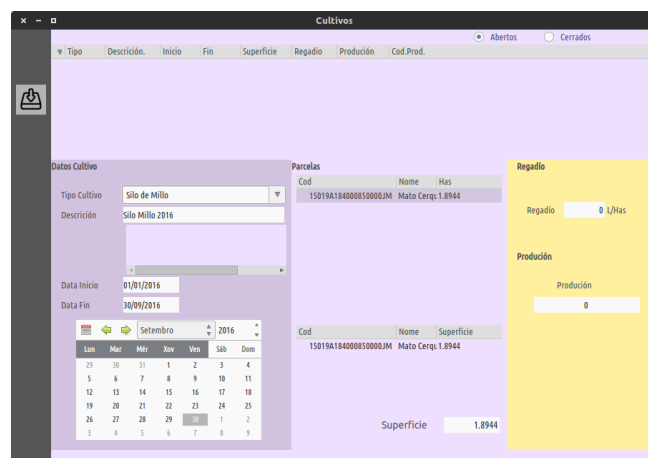 Cultivos
Abertos Cerrados
Tipo Descrición. Inicio Fin Superficie Regadio Produción Cod.Prod.
Datos Cultivo
Tipo Cultivo Silo de Millo
Descrición Silo Millo 2016
Data Inicio 01/01/2016
Data Fin 30/09/2016
Setembro 2016
Lun Mar Mér Xov Ven Sáb Dom
29 30 31 1 2 3 4
5 6 7 8 9 10 11
12 13 14 15 16 17 18
19 20 21 22 23 24 25
26 27 28 29 30 1 2
3 4 5 6 7 8 9
Parcelas
Cod Nome Has
15019A184000850000JM Mato Cerqu 1.8944
Cod Nome Superficie
15019A184000850000JM Mato Cerqu 1.8944
Superficie 1.8944
Regadío
Regadio 0 L/Has
Produción
Produción
0